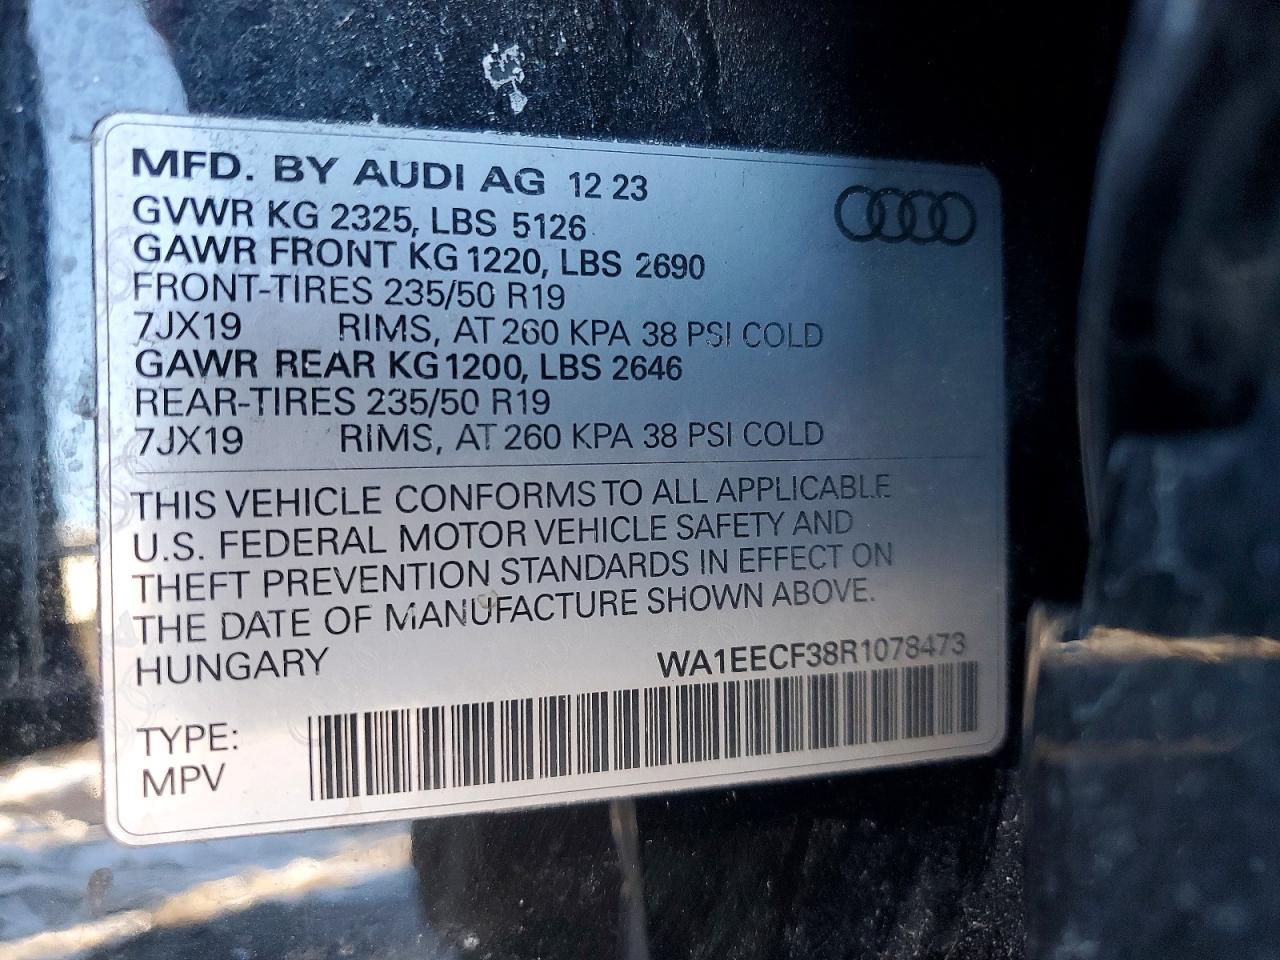 MFD. BY AUDI AG 12 23
GVWR KG 2325, LBS 5126
GAWR FRONT KG 1220, LBS 2690
FRONT-TIRES 235/50 R19
7JX19 RIMS, AT 260 KPA 38 PSI COLD
GAWR REAR KG 1200, LBS 2646
REAR-TIRES 235/50 R19
7JX19 RIMS, AT 260 KPA 38 PSI COLD
THIS VEHICLE CONFORMS TO ALL APPLICABLE
U.S. FEDERAL MOTOR VEHICLE SAFETY AND
THEFT PREVENTION STANDARDS IN EFFECT ON
THE DATE OF MANUFACTURE SHOWN ABOVE.
HUNGARY WA1EECF38R1078473
TYPE:
MPV